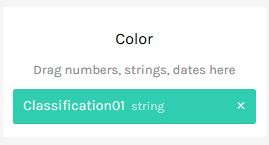 Color
Drag numbers, strings, dates here
Classification01 string ×